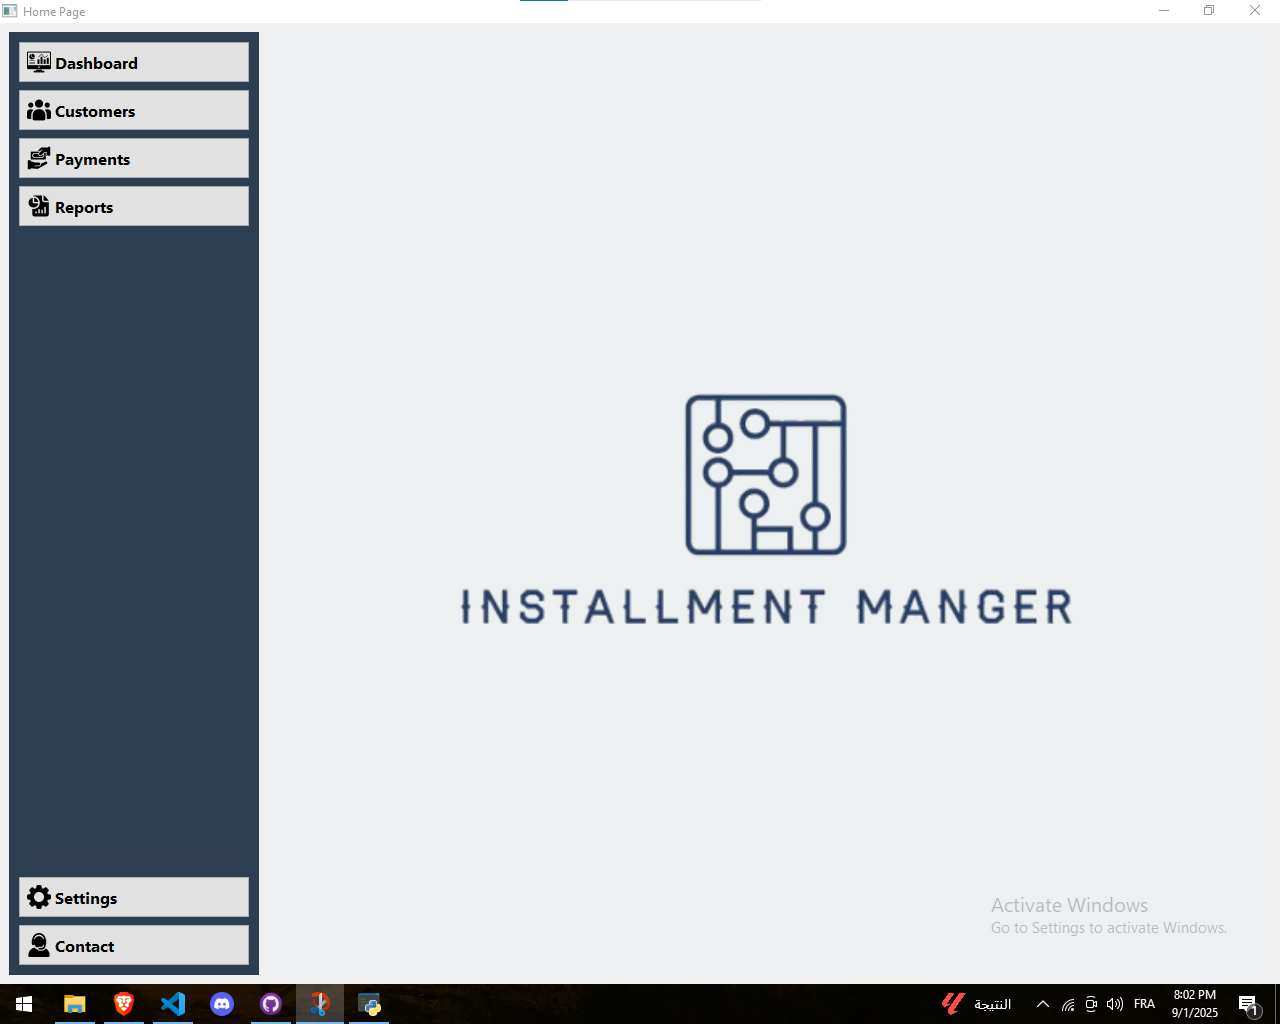 Home Page
Dashboard
Customers
Payments
Reports
INSTALLMENT MANGER
Settings
Contact
Activate Windows
Go to Settings to activate Windows.
النتيجة
FRA
8:02 PM
9/1/2025
1